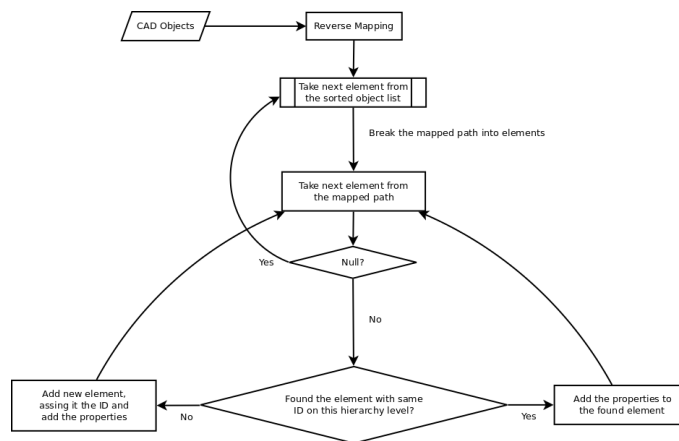 CAD Objects
Reverse Mapping
Take next element from
the sorted object list
Break the mapped path into elements
Take next element from
the mapped path
Yes
Null?
No
Add new element,
assing it the ID and
add the properties
No
Found the element with same
ID on this hierarchy level?
Yes
Add the properties to
the found element